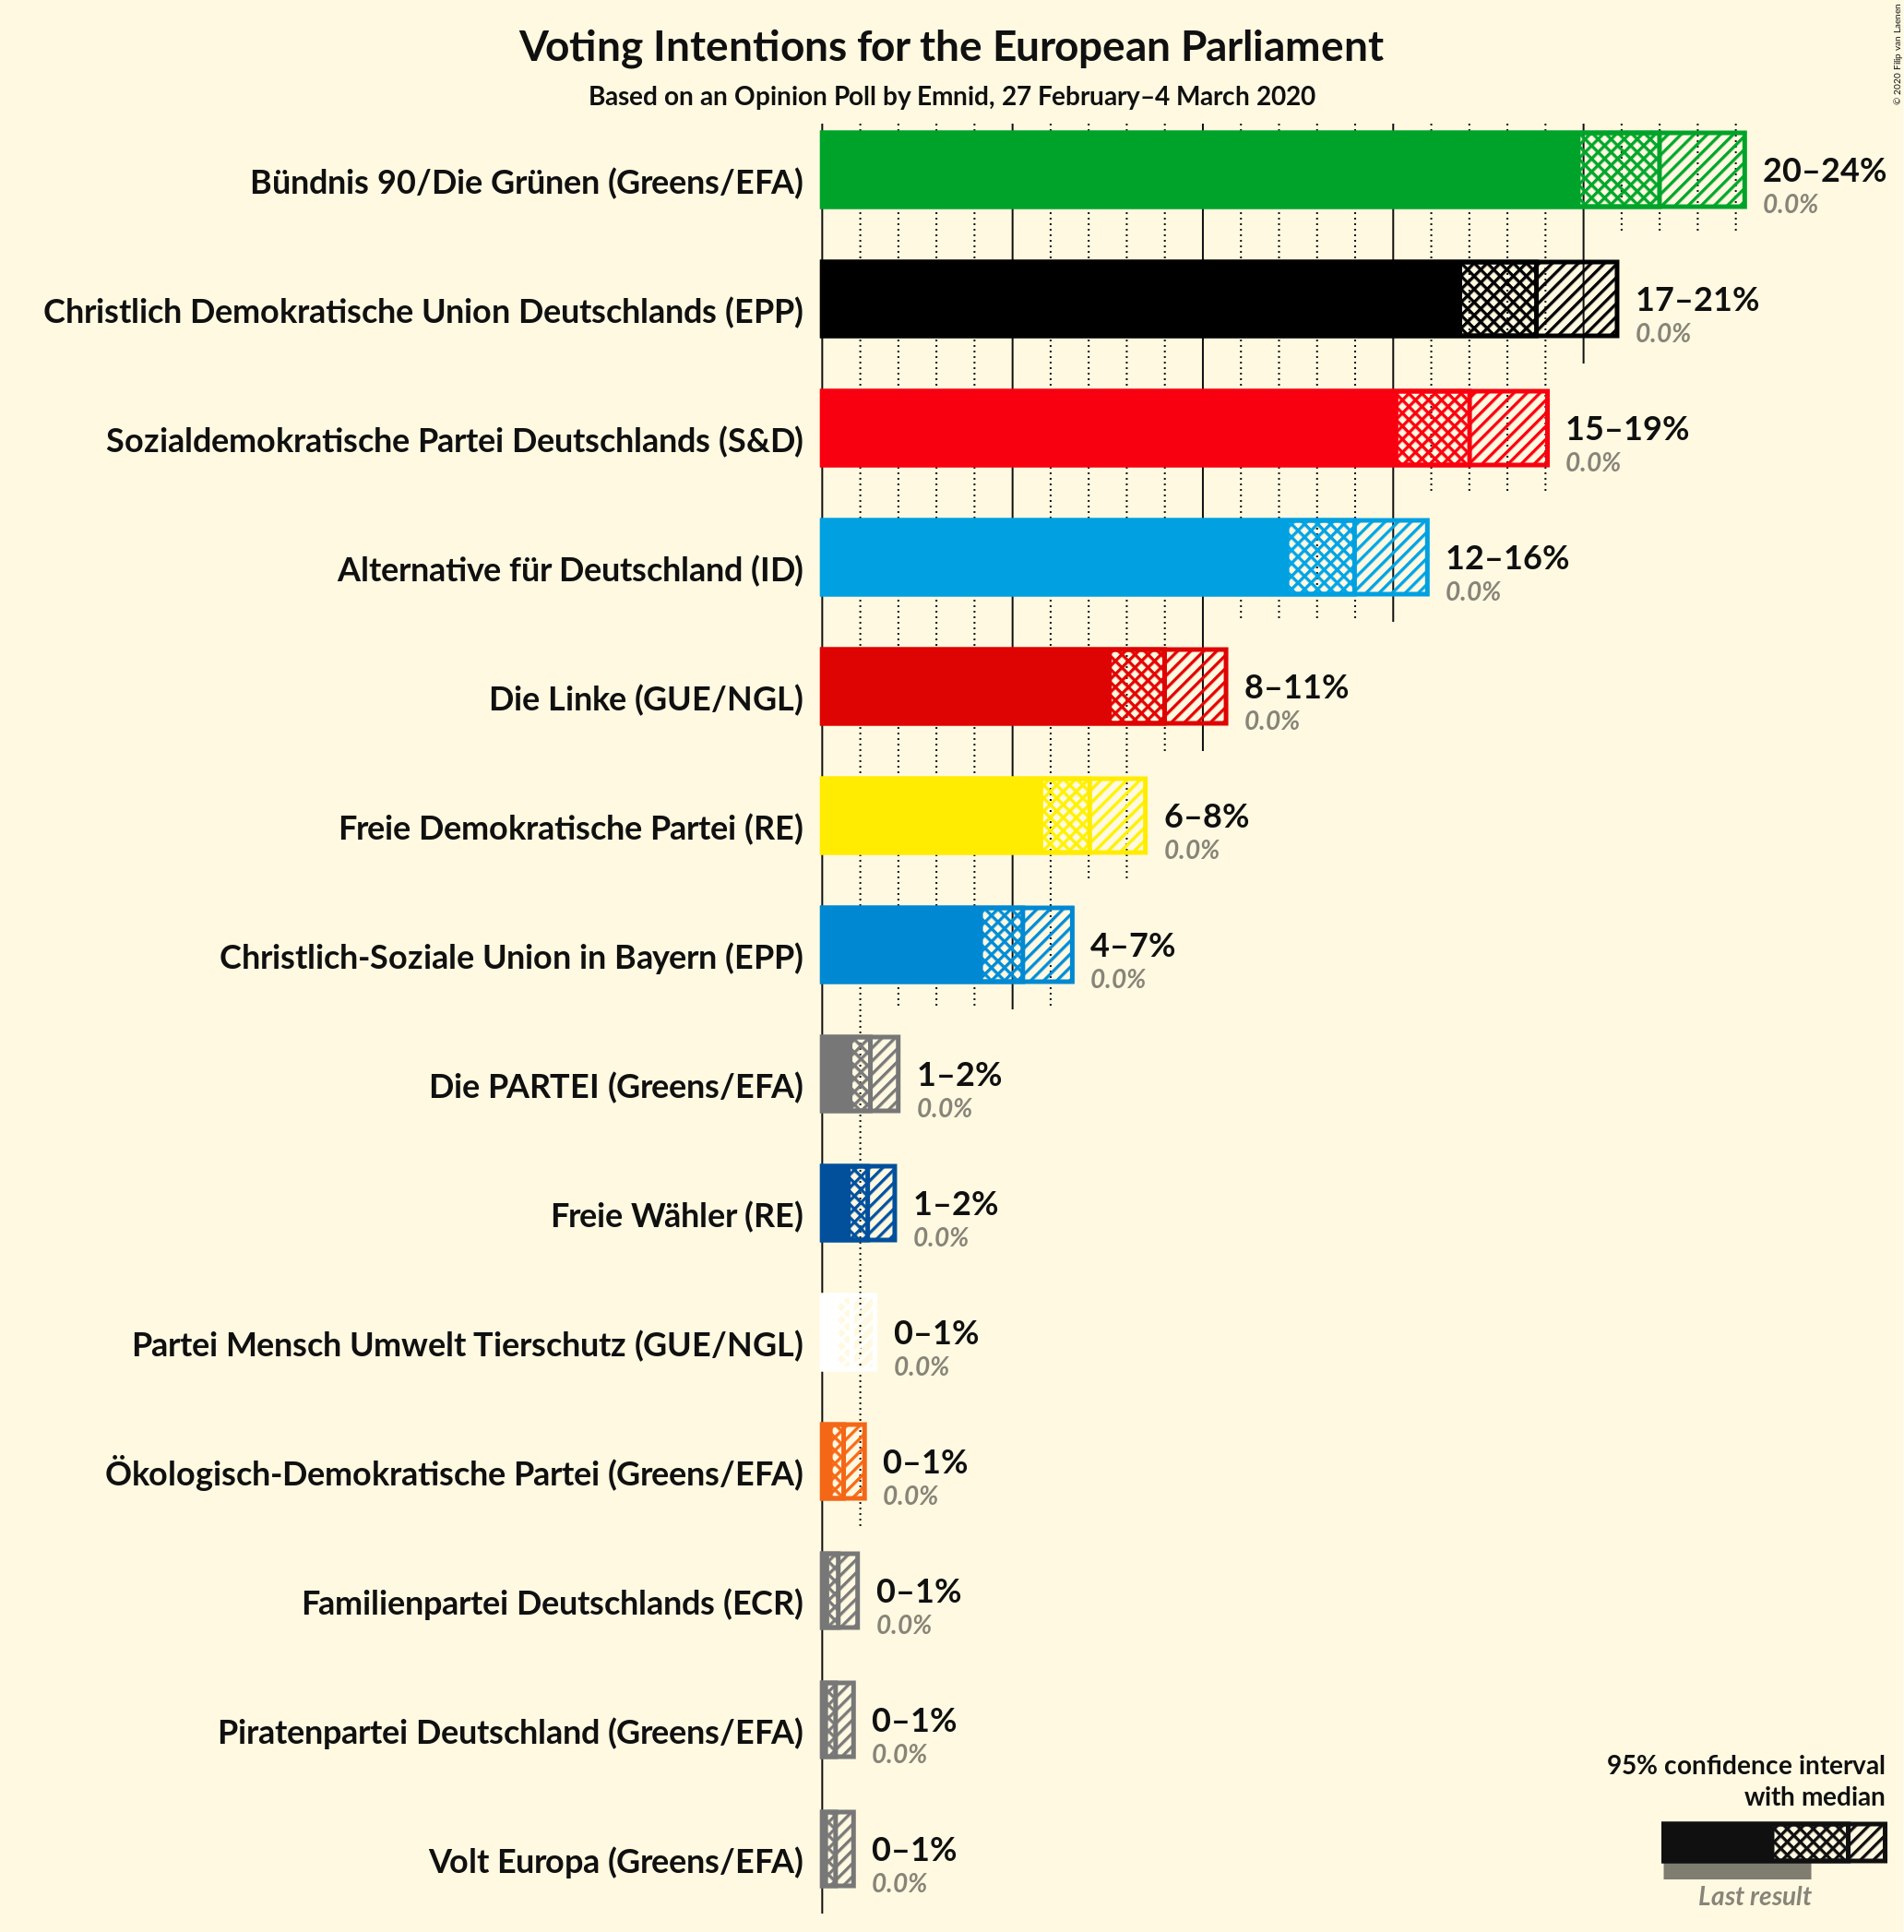 Voting Intentions for the European Parliament
Based on an Opinion Poll by Emnid, 27 February–4 March 2020
© 2020 Filip van Laenen
Bündnis 90/Die Grünen (Greens/EFA)
20–24%
0.0%
Christlich Demokratische Union Deutschlands (EPP)
17–21%
0.0%
Sozialdemokratische Partei Deutschlands (S&D)
15–19%
0.0%
Alternative für Deutschland (ID)
12–16%
0.0%
Die Linke (GUE/NGL)
8–11%
0.0%
Freie Demokratische Partei (RE)
6–8%
0.0%
Christlich-Soziale Union in Bayern (EPP)
4–7%
0.0%
Die PARTEI (Greens/EFA)
1–2%
0.0%
Freie Wähler (RE)
1–2%
0.0%
Partei Mensch Umwelt Tierschutz (GUE/NGL)
0–1%
0.0%
Ökologisch-Demokratische Partei (Greens/EFA)
0–1%
0.0%
Familienpartei Deutschlands (ECR)
0–1%
0.0%
Piratenpartei Deutschland (Greens/EFA)
0–1%
0.0%
Volt Europa (Greens/EFA)
0–1%
0.0%
95% confidence interval
with median
Last result